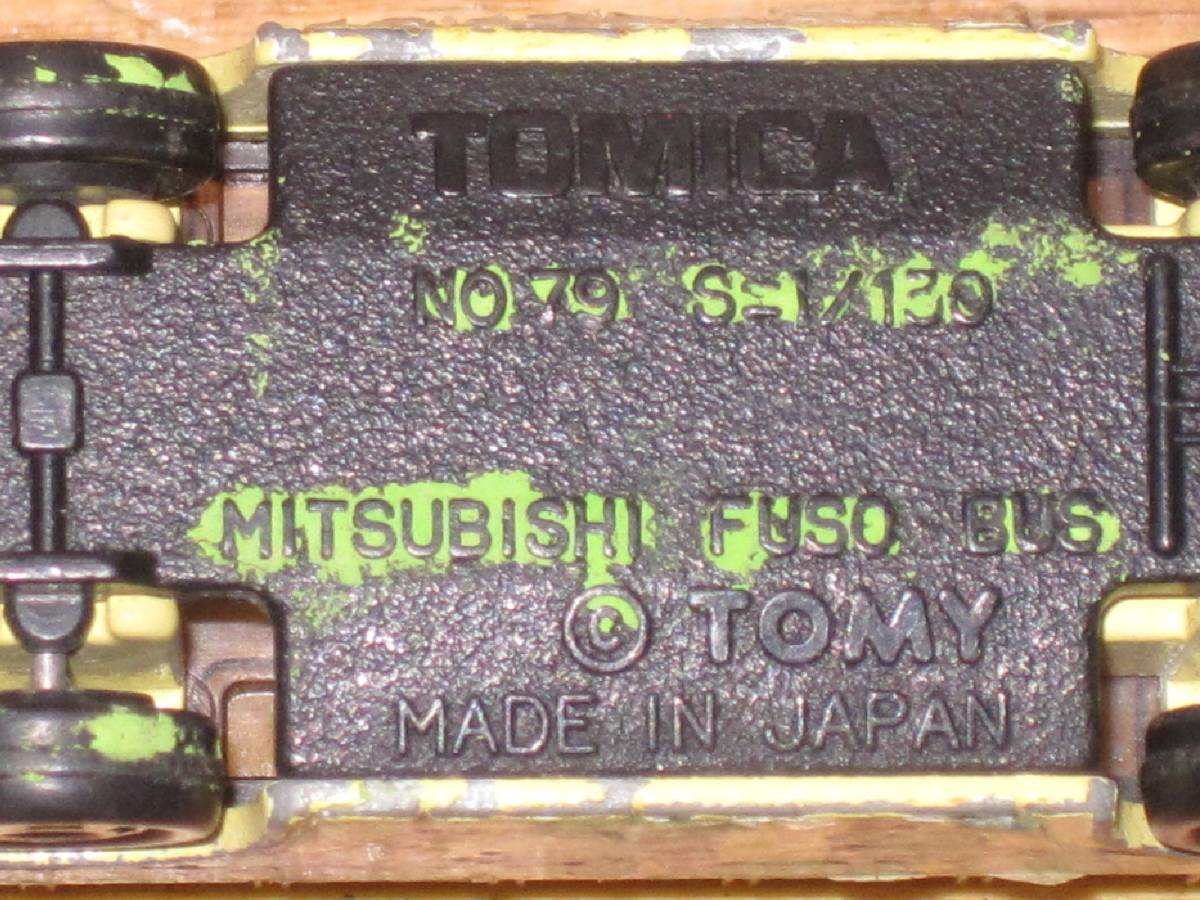 TOMICA
NO 79 S=1/130
MITSUBISHI FUSO BUS
© TOMY
MADE IN JAPAN